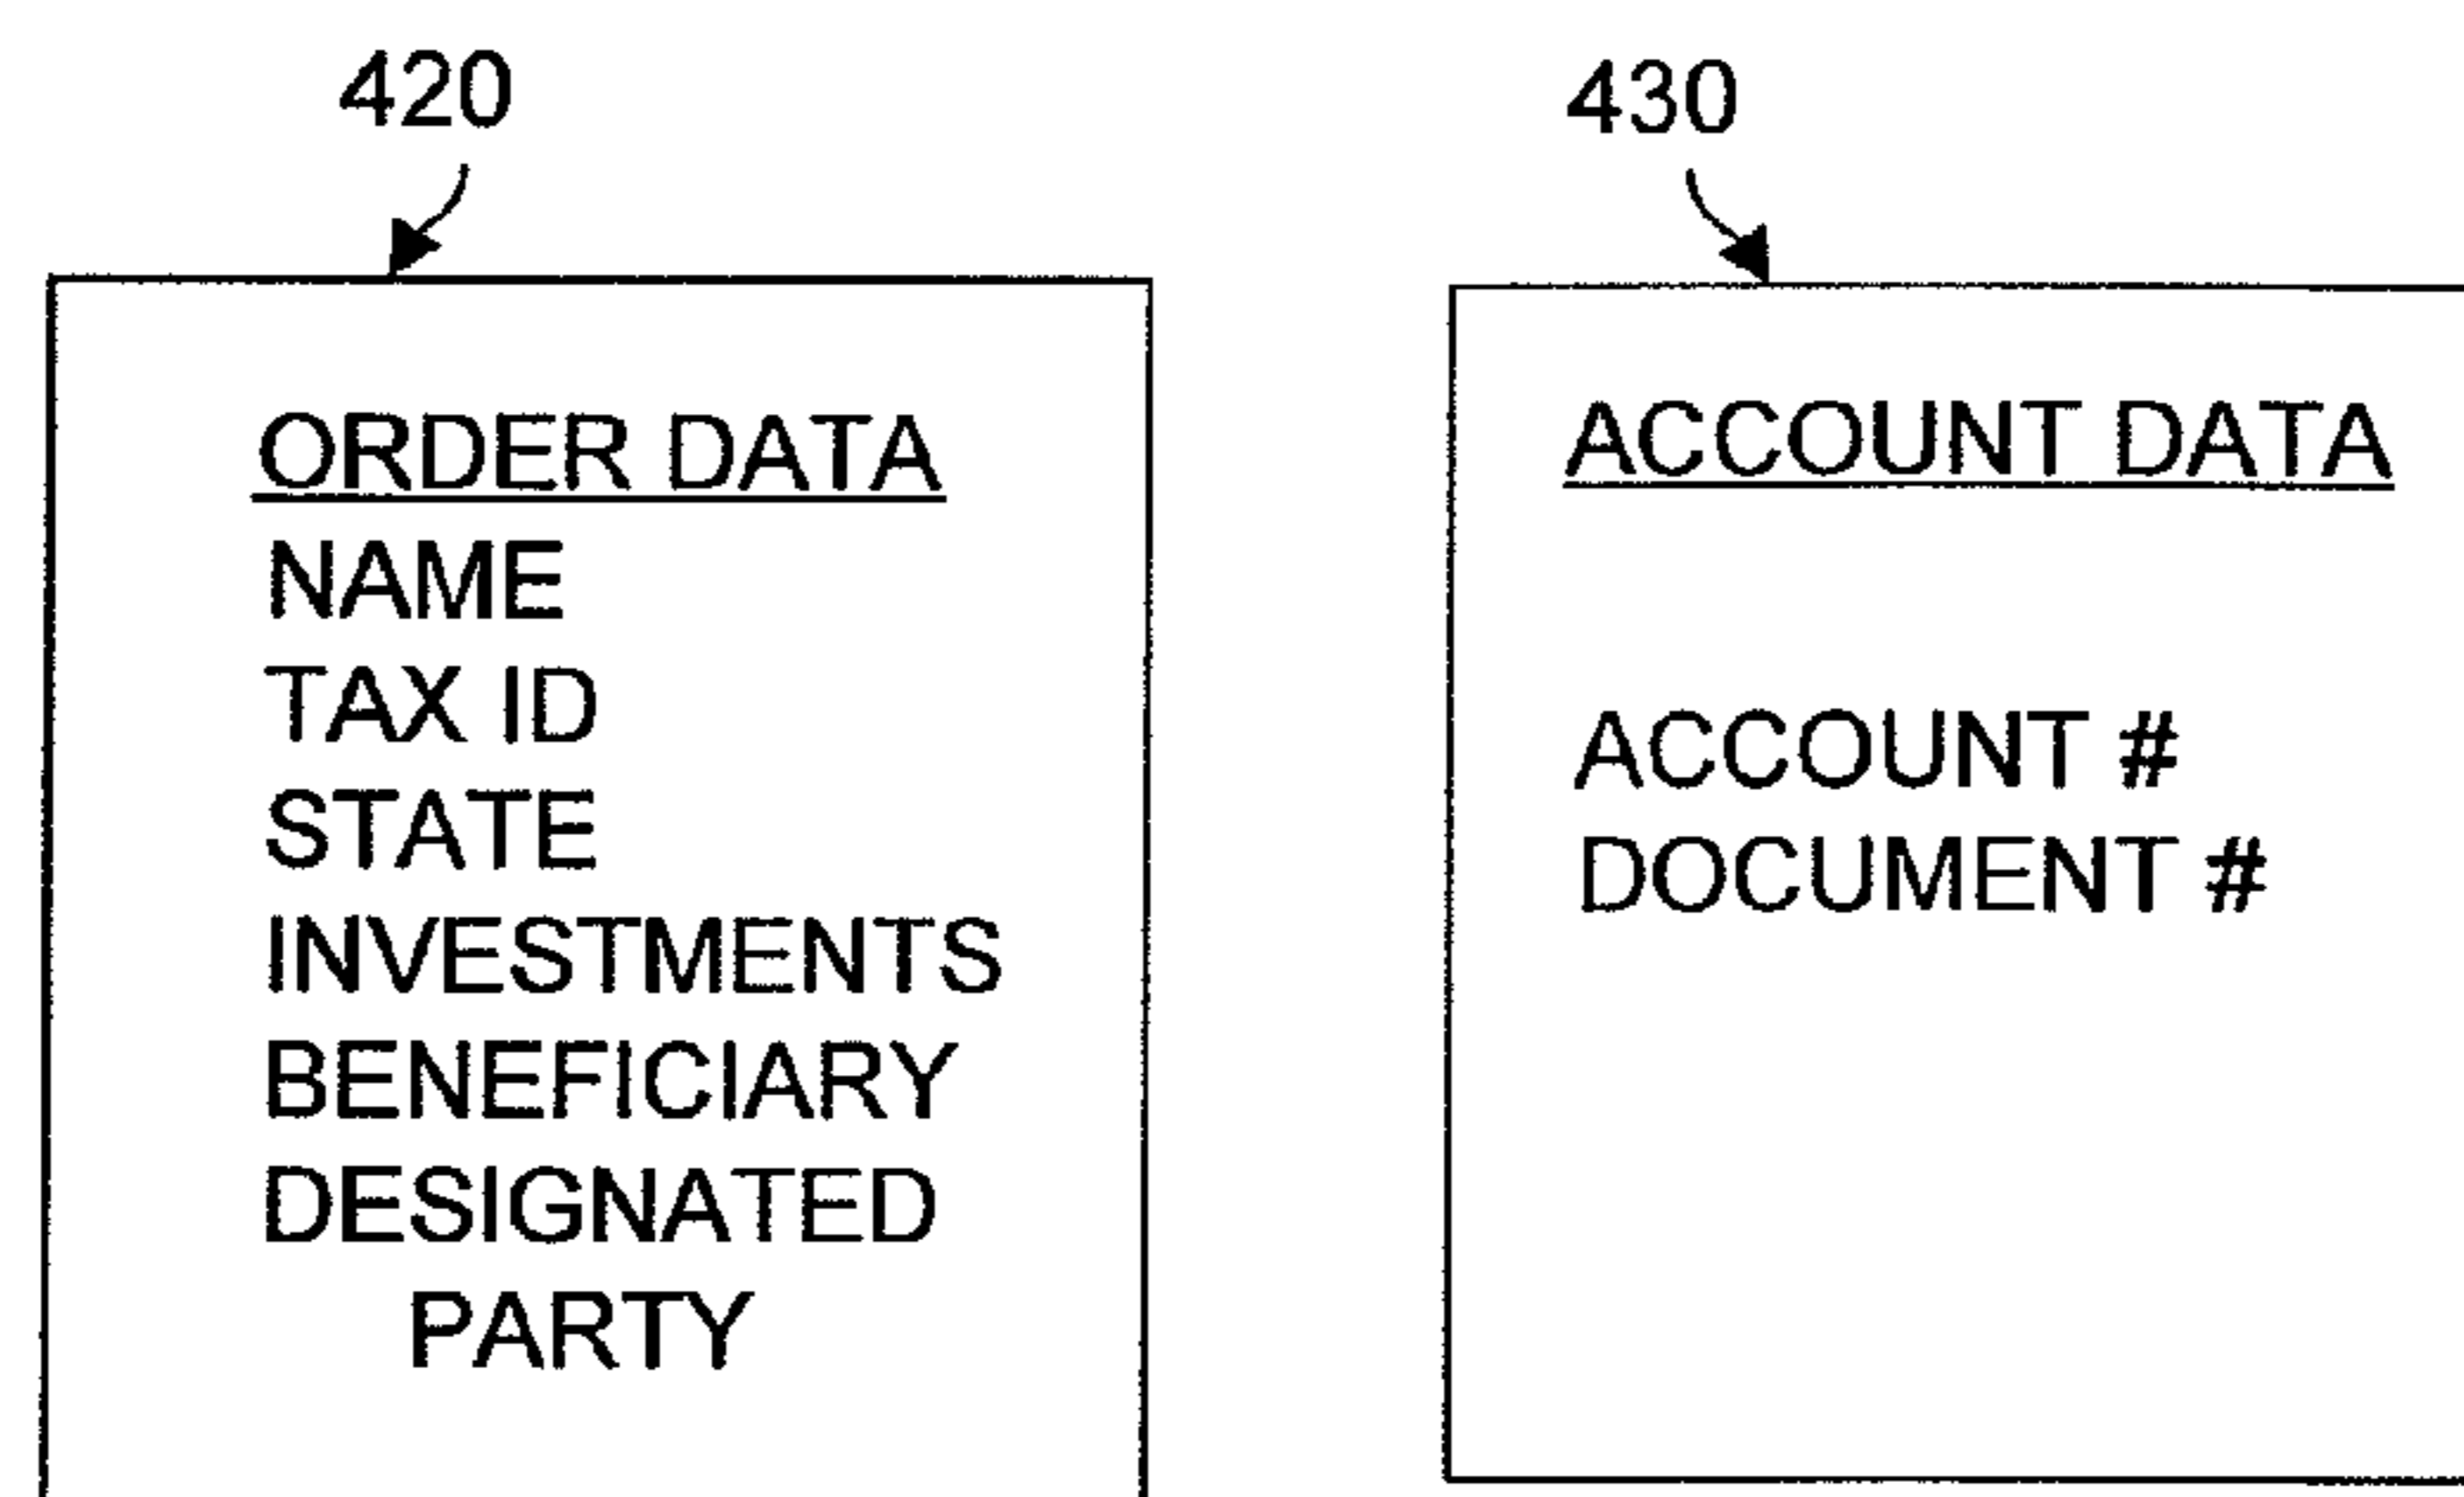 420
ORDER DATA
NAME
TAX ID
STATE
INVESTMENTS
BENEFICIARY
DESIGNATED
PARTY
430
ACCOUNT DATA
ACCOUNT #
DOCUMENT #